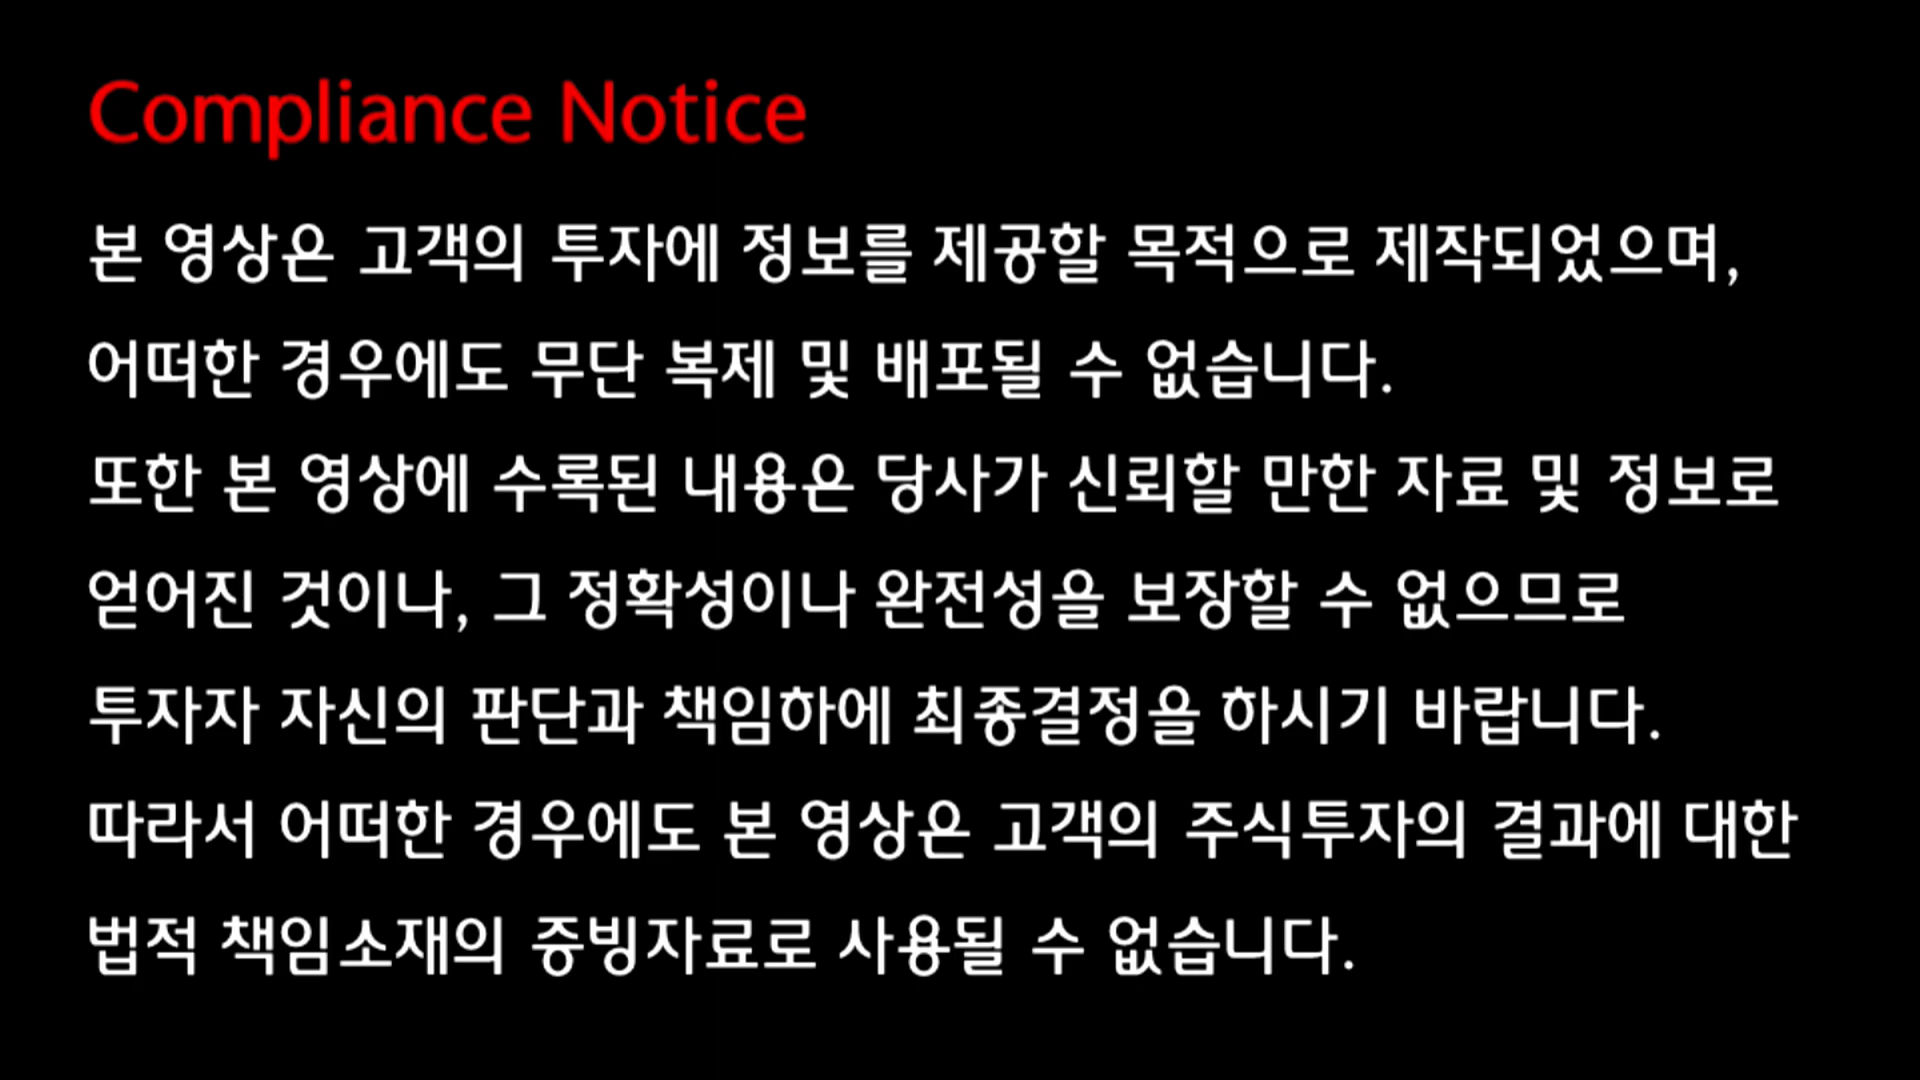 Compliance Notice
본 영상은 고객의 투자에 정보를 제공할 목적으로 제작되었으며,
어떠한 경우에도 무단 복제 및 배포될 수 없습니다.
또한 본 영상에 수록된 내용은 당사가 신뢰할 만한 자료 및 정보로
얻어진 것이나, 그 정확성이나 완전성을 보장할 수 없으므로
투자자 자신의 판단과 책임하에 최종결정을 하시기 바랍니다.
따라서 어떠한 경우에도 본 영상은 고객의 주식투자의 결과에 대한
법적 책임소재의 증빙자료로 사용될 수 없습니다.